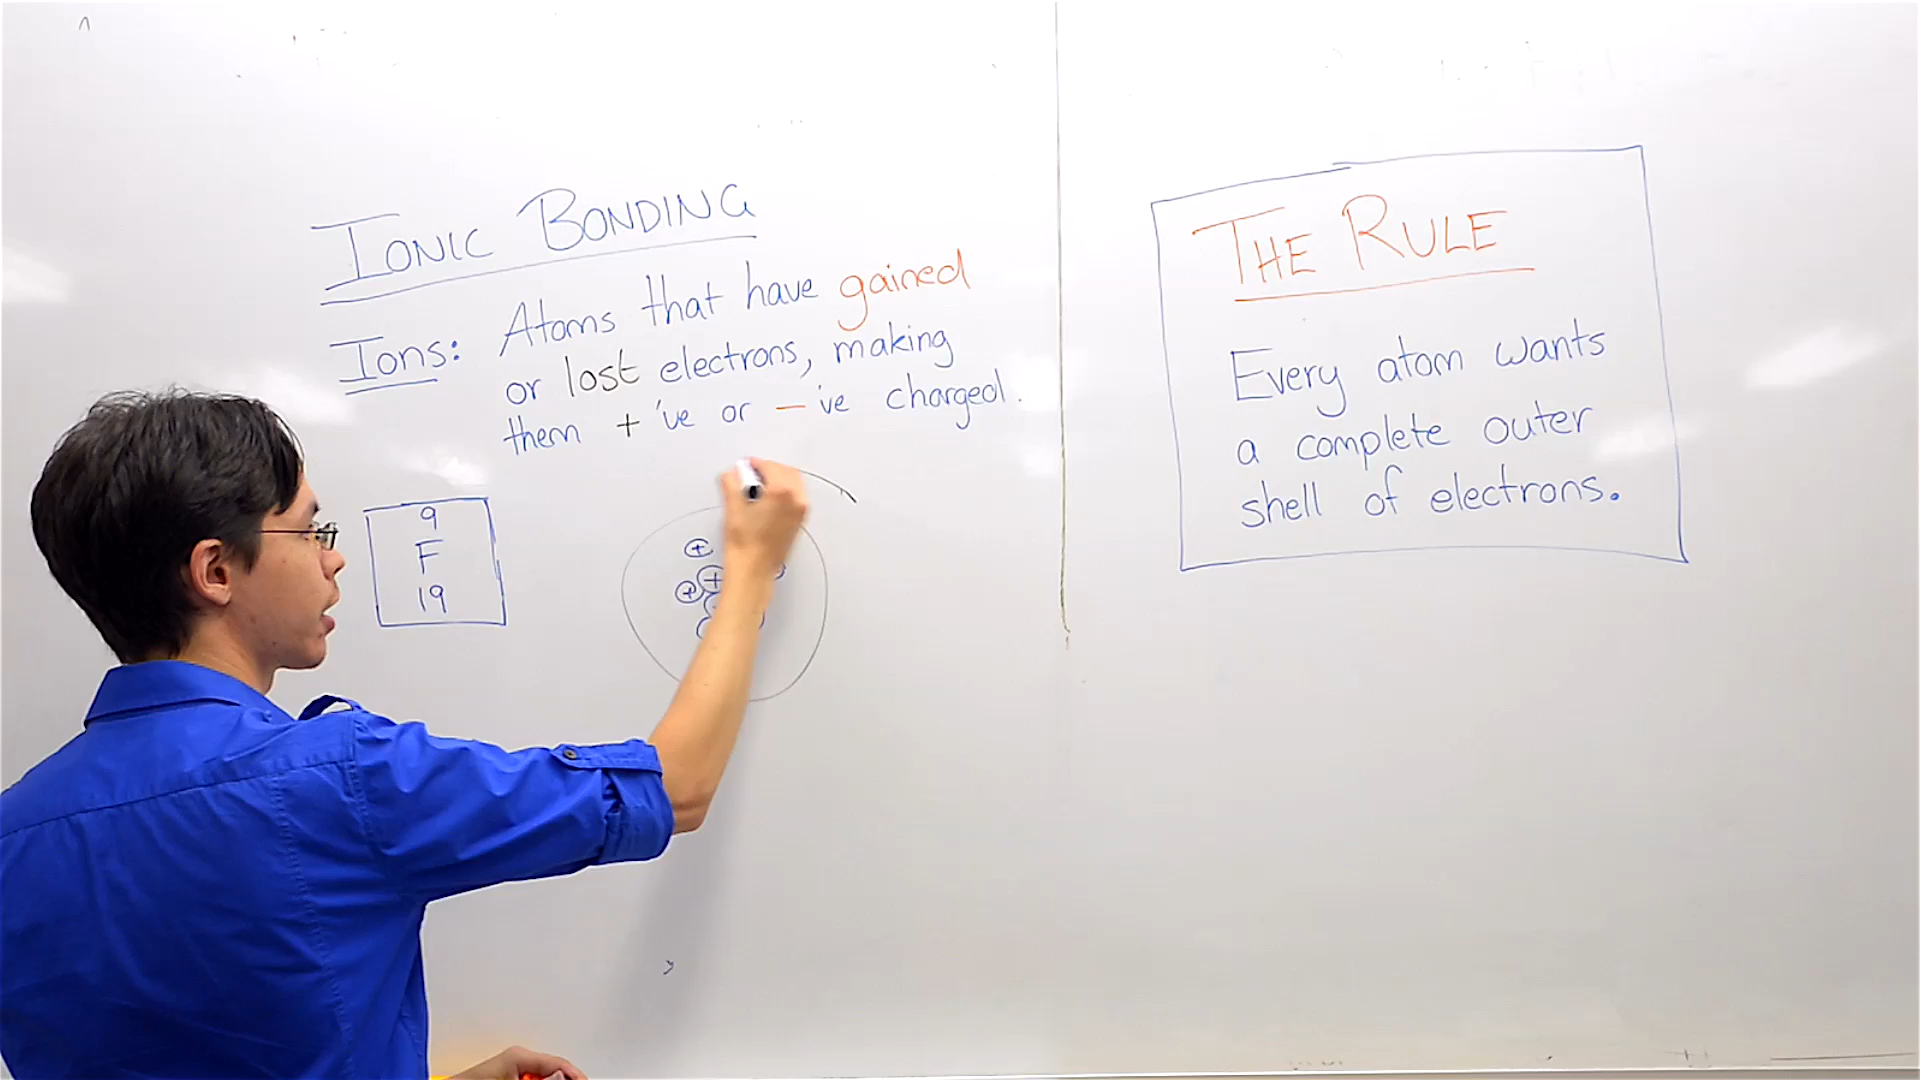 IONIC BONDING
Ions: Atoms that have gained
or lost electrons, making
them +'ve or -'ve charged.
9
F
19
+
+
+
THE RULE
Every atom wants
a complete outer
shell of electrons.